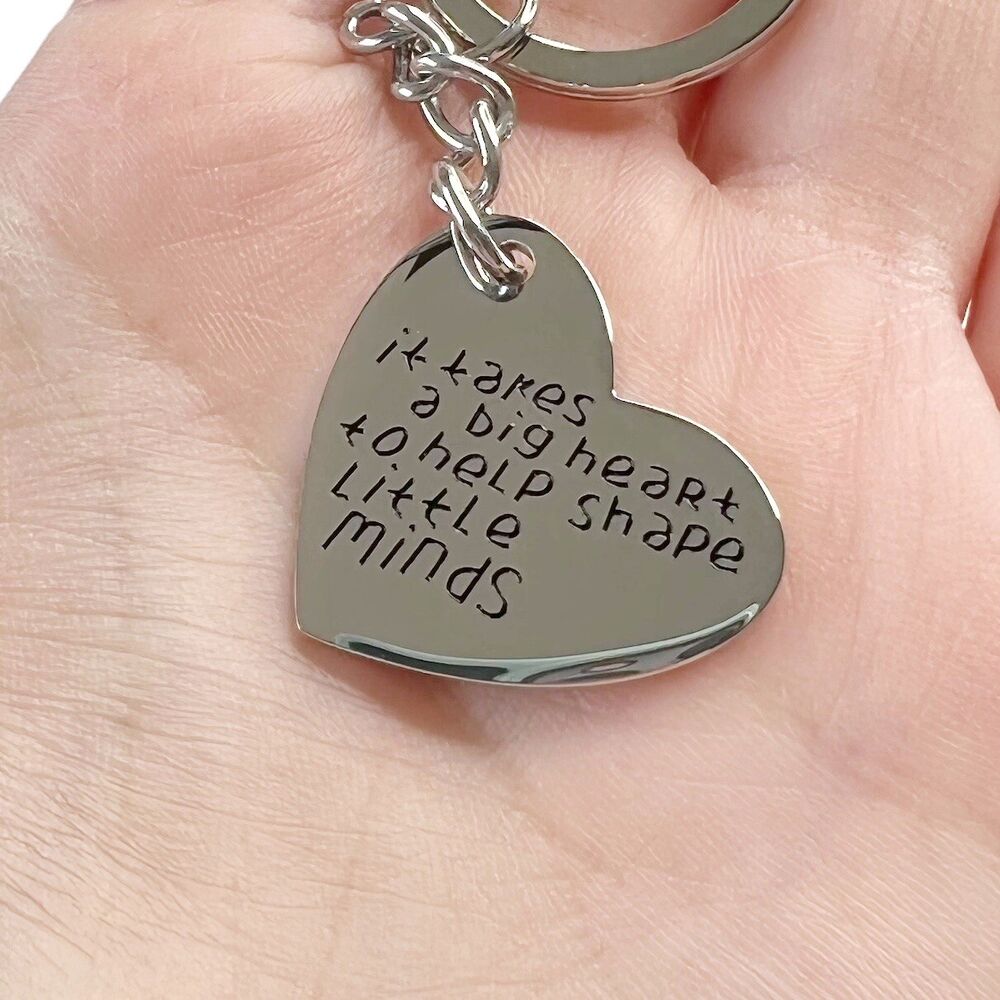 it takes
a big heart
to help shape
Little
minds